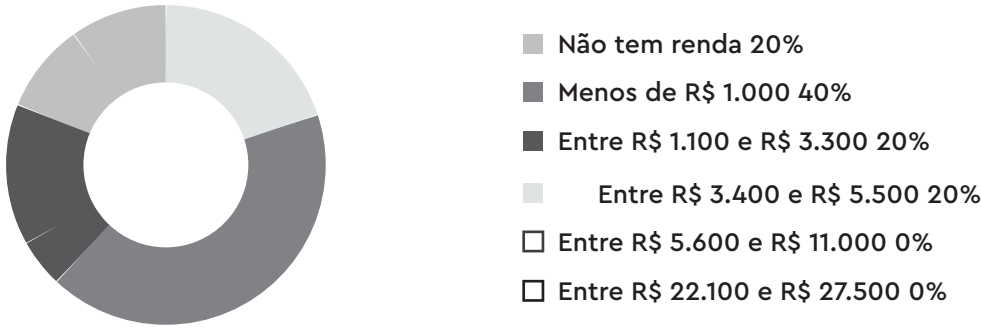 Não tem renda 20%
Menos de R$ 1.000 40%
Entre R$ 1.100 e R$ 3.300 20%
Entre R$ 3.400 e R$ 5.500 20%
Entre R$ 5.600 e R$ 11.000 0%
Entre R$ 22.100 e R$ 27.500 0%